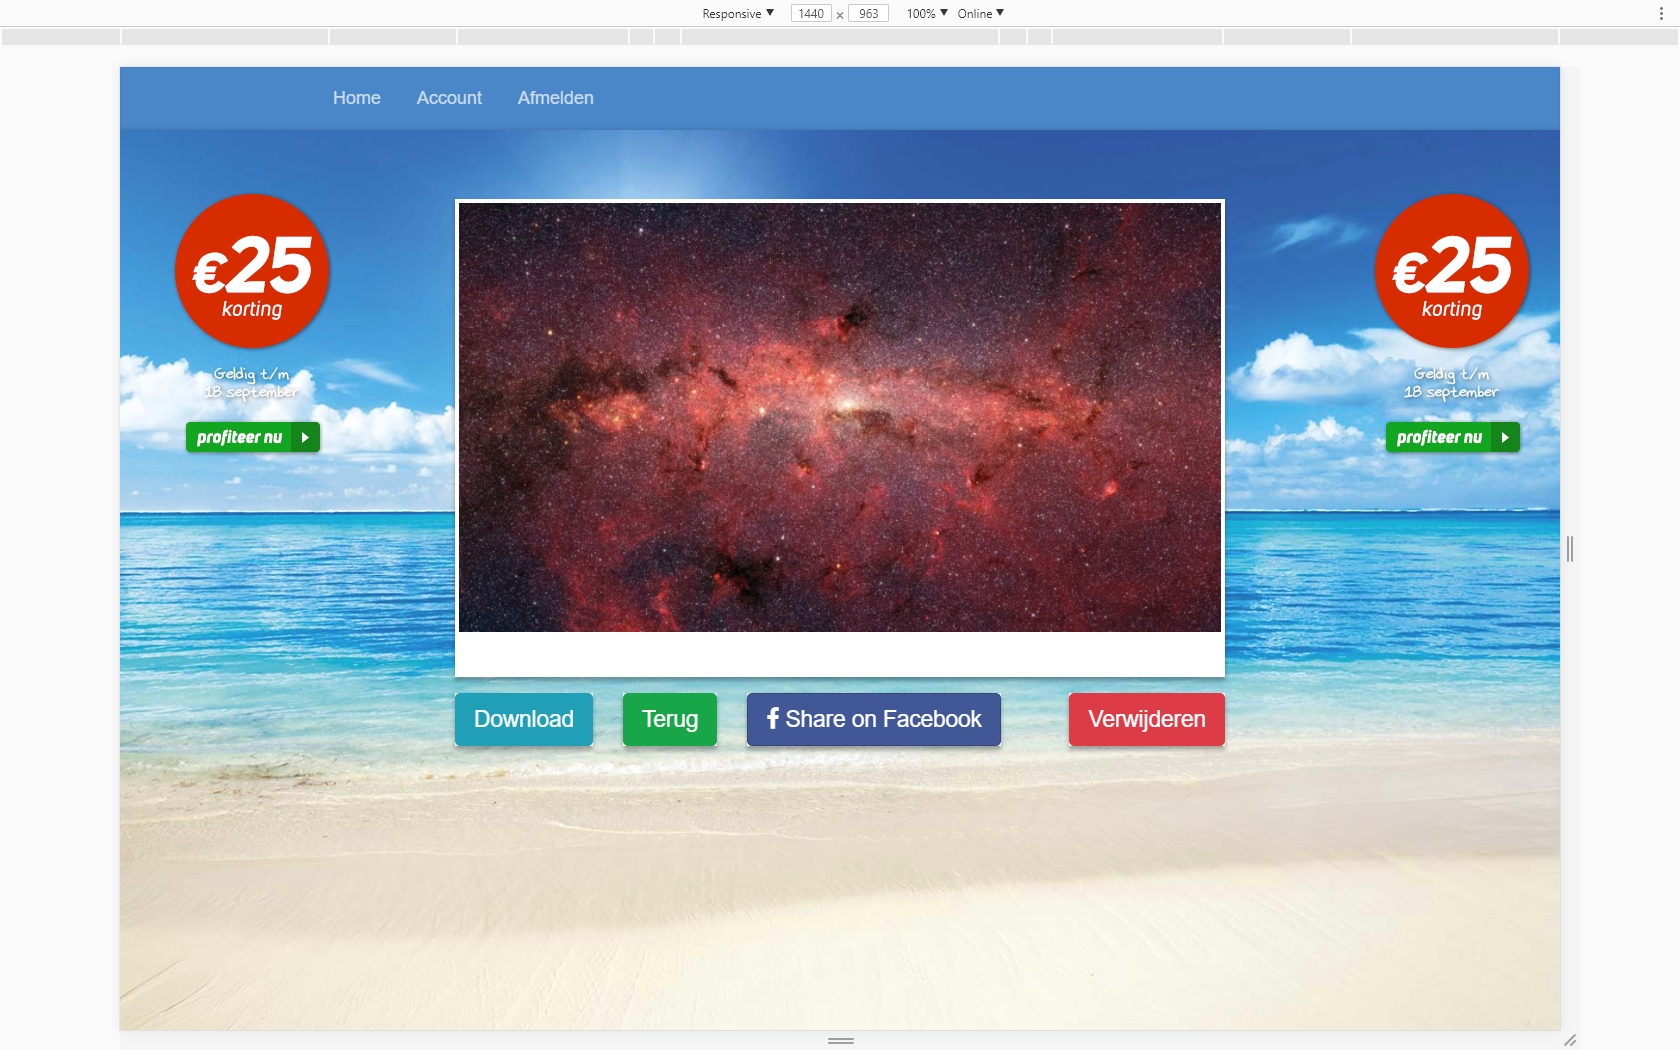 Responsive ▼ 1440 × 963 100% ▼ Online ▼
Home Account Afmelden
€25
korting
Geldig t/m
18 september
profiteer nu
€25
korting
Geldig t/m
18 september
profiteer nu
Download Terug Share on Facebook Verwijderen